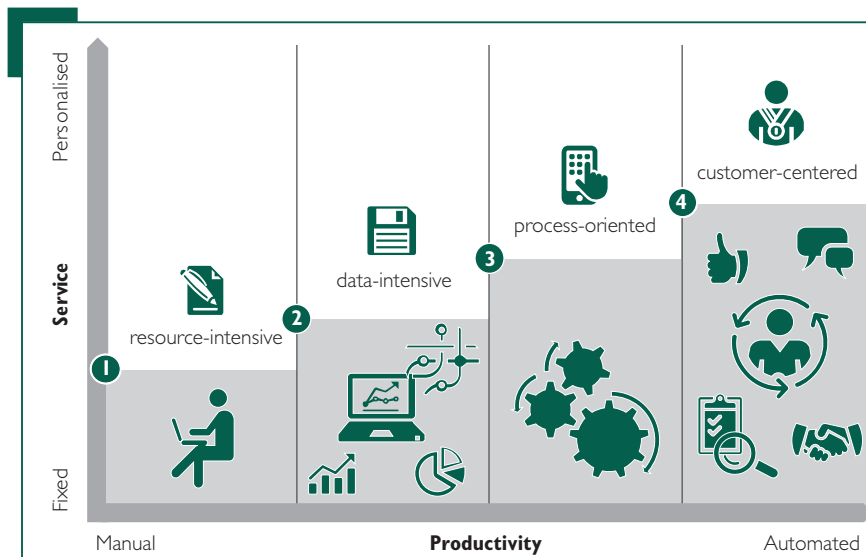 Personalised
Service
Fixed
1
resource-intensive
2
data-intensive
3
process-oriented
4
customer-centered
Manual
Productivity
Automated